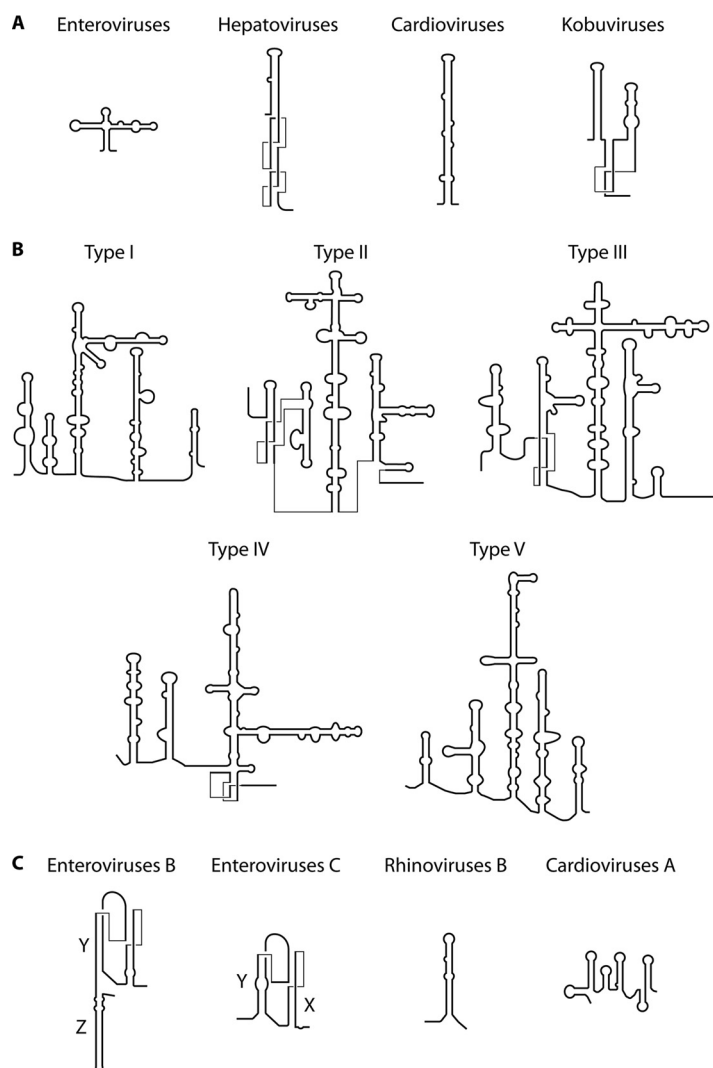 A
Enteroviruses Hepatoviruses Cardioviruses Kobuviruses
B
Type I Type II Type III
Type IV Type V
C
Enteroviruses B Enteroviruses C Rhinoviruses B Cardioviruses A
Y
Y
X
Z